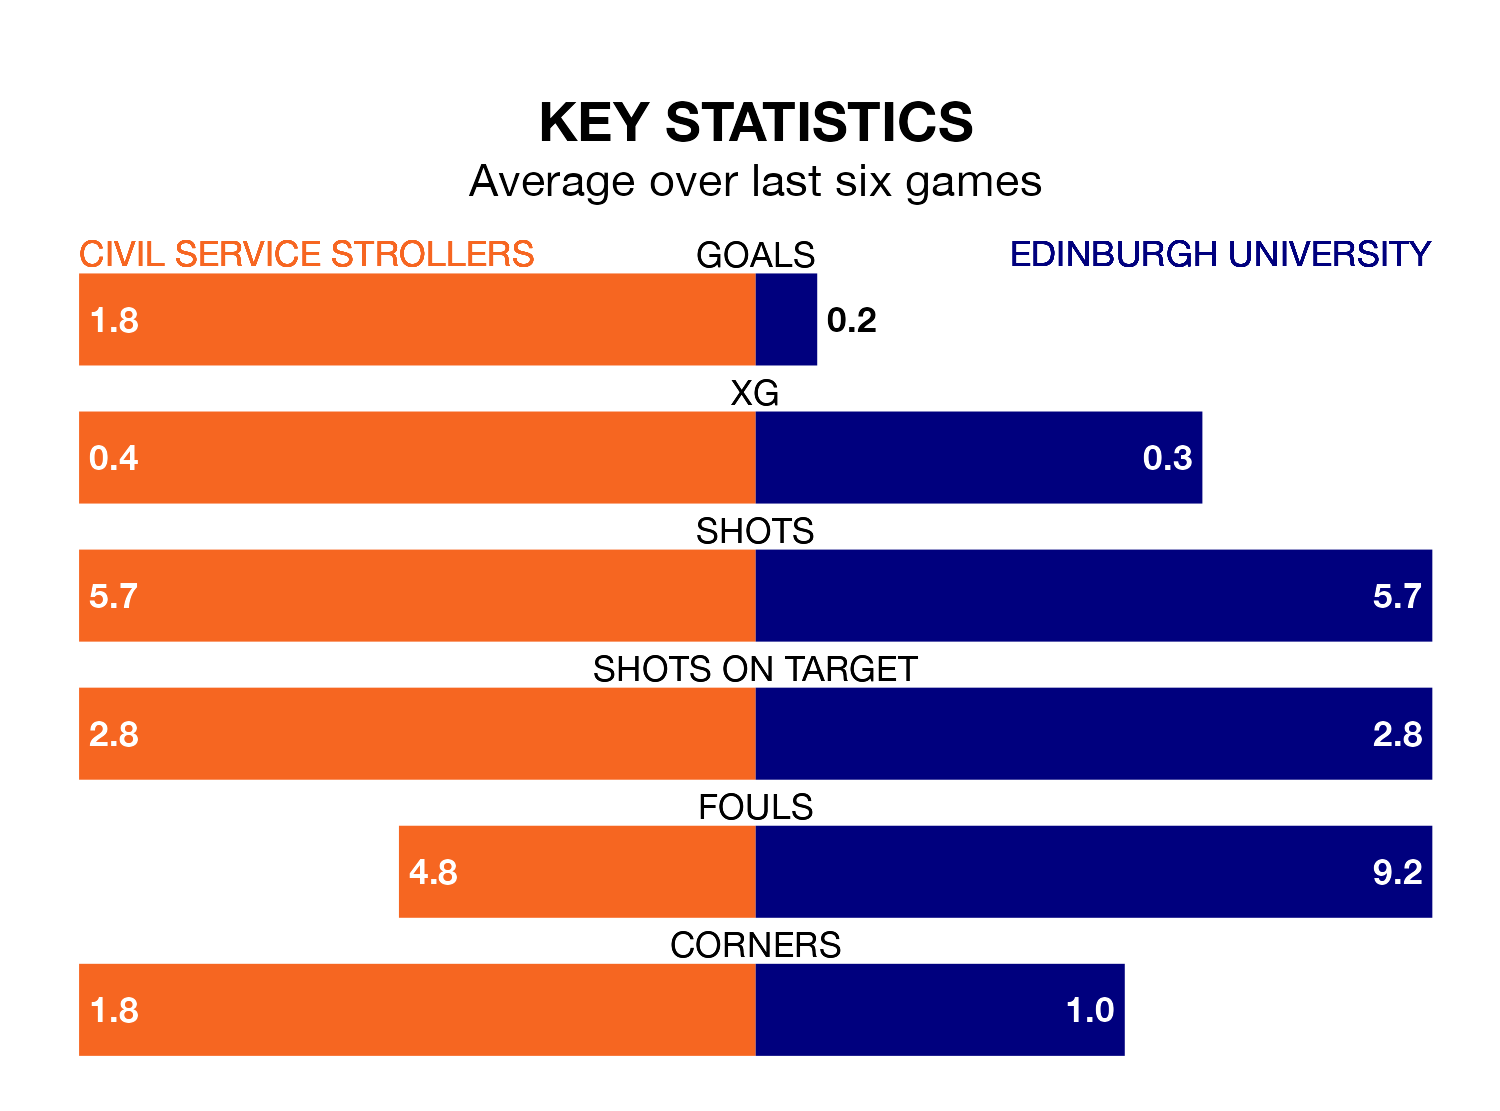 KEY STATISTICS
Average over last six games
CIVIL SERVICE STROLLERS GOALS EDINBURGH UNIVERSITY
1.8 0.2
XG
0.4 0.3
SHOTS
5.7 5.7
SHOTS ON TARGET
2.8 2.8
FOULS
4.8 9.2
CORNERS
1.8 1.0